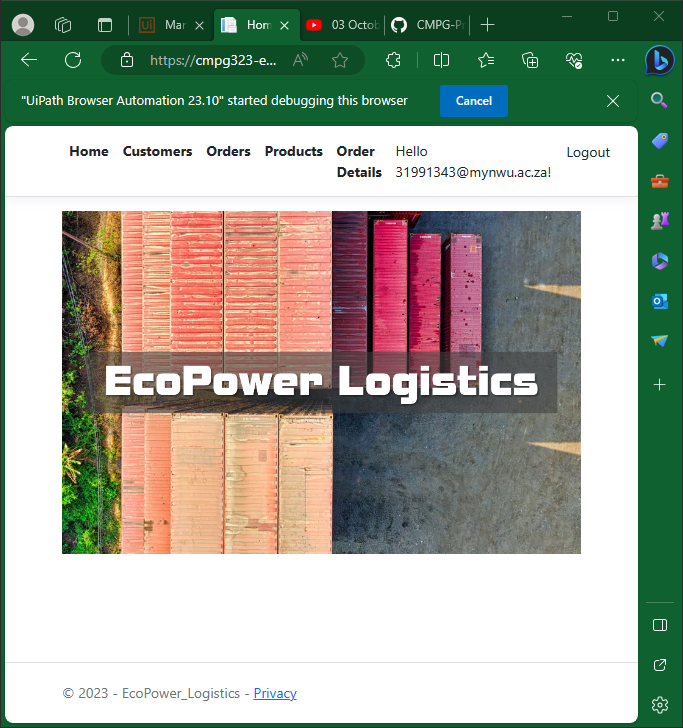 Mar
Hom
03 Octob
CMPG-Pr
https://cmpg323-e...
"UiPath Browser Automation 23.10" started debugging this browser
Cancel
Home
Customers
Orders
Products
Order
Details
Hello
31991343@mynwu.ac.za!
Logout
EcoPower Logistics
© 2023 - EcoPower_Logistics - Privacy